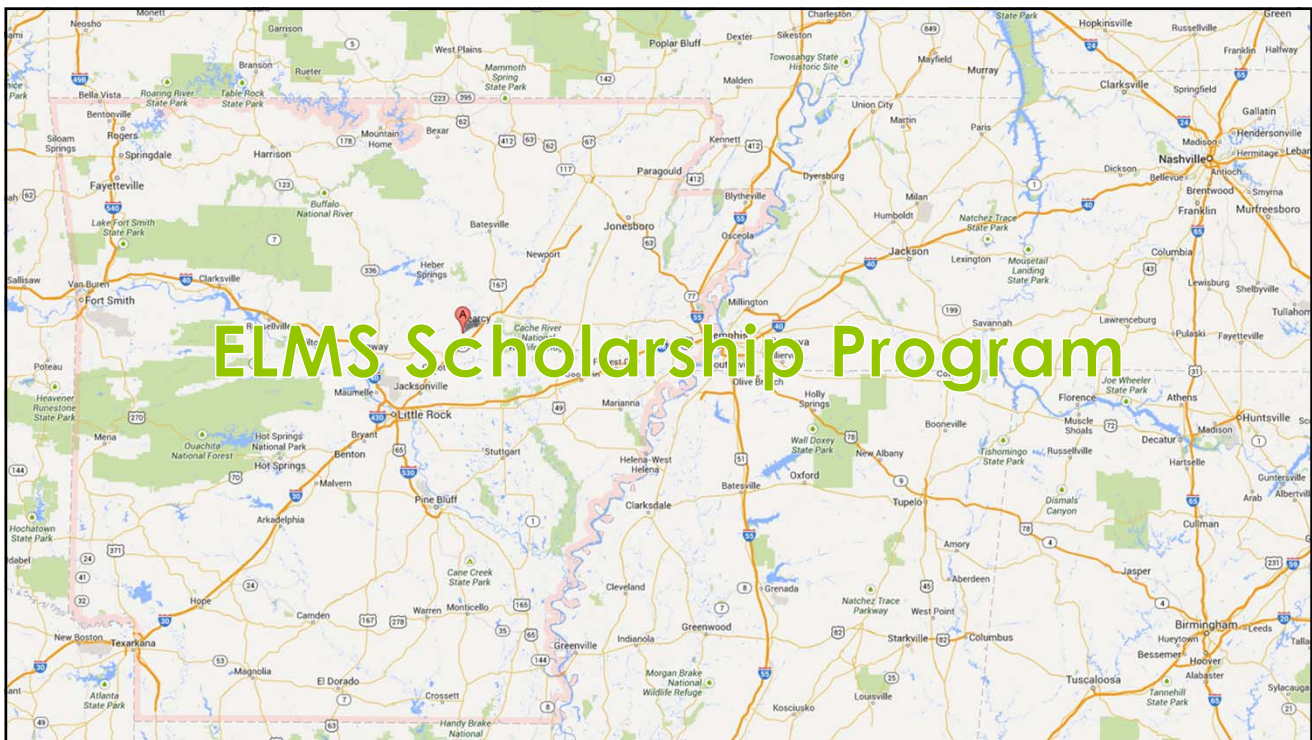 Monett
Neosho
Garrison
West Plains
Poplar Bluff
Dexter
Sikeston
Charleston
State Park
Hopkinsville
Russellville
Green
Branson
Rueter
Mammoth
Spring
State Park
Towosahgy State
Historic Site
Mayfield
Murray
Franklin
Halfway
Roaring River
State Park
Table Rock
State Park
Malden
Clarksville
Springfield
Bella Vista
Bentonville
Rogers
Siloam
Springs
Springdale
Mountain
Home
Bexar
Kennett
Union City
Martin
Paris
Gallatin
Hendersonville
Madison
Hermitage
Nashville
Harrison
Paragould
Dyersburg
Dickson
Bellevue
Antioch
Fayetteville
Buffalo
National River
Blytheville
Milan
Brentwood
Smyrna
Franklin
Murfreesboro
Lake Fort Smith
State Park
Batesville
Jonesboro
Humboldt
Natchez Trace
State Park
Osceola
Newport
Jackson
Lexington
Mousetail
Landing
State Park
Columbia
Sallisaw
Van Buren
Clarksville
Heber
Springs
Lewisburg
Shelbyville
Fort Smith
Millington
A
Savannah
Lawrenceburg
Pulaski
Fayetteville
Cache River
ELMS Scholarship Program
Poteau
Jacksonville
Maumelle
Olive Branch
Joe Wheeler
State Park
Heavener
Runestone
State Park
Little Rock
Marianna
Holly
Springs
Florence
Athens
Huntsville
Bryant
Benton
Booneville
Muscle
Shoals
Madison
Decatur
Mena
Ouachita
National Forest
Hot Springs
National Park
Hot Springs
Stuttgart
Helena-West
Helena
Wall Doxey
State Park
New Albany
Tishomingo
State Park
Russellville
Hartselle
Malvern
Batesville
Oxford
Guntersville
Arab
Albertville
Pine Bluff
Clarksdale
Tupelo
Dismals
Canyon
Arkadelphia
Cullman
Hochatown
State Park
Amory
Cane Creek
State Park
Cleveland
Grenada
Aberdeen
Jasper
Hope
Camden
Warren
Monticello
Natchez Trace
Parkway
West Point
Birmingham
Leeds
Hueytown
New Boston
Texarkana
Greenwood
Indianola
Starkville
Columbus
Bessemer
Hoover
Greenville
Alabaster
Magnolia
Morgan Brake
National
Wildlife Refuge
Tuscaloosa
Tannehill
State Park
Sylacauga
Atlanta
State Park
El Dorado
Crossett
Louisville
Kosciusko
Handy Brake
National